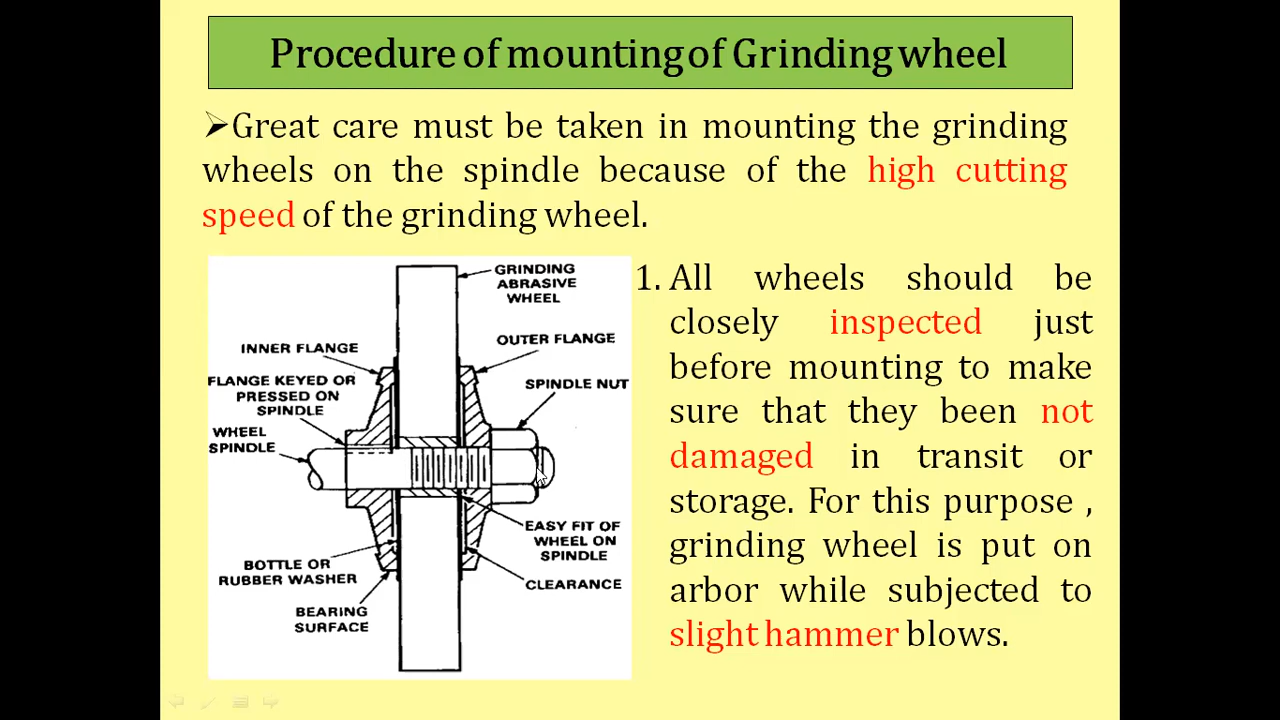 Procedure of mounting of Grinding wheel
➢Great care must be taken in mounting the grinding
wheels on the spindle because of the high cutting
speed of the grinding wheel.
GRINDING
ABRASIVE
WHEEL
INNER FLANGE
OUTER FLANGE
FLANGE KEYED OR
PRESSED ON
SPINDLE
SPINDLE NUT
WHEEL
SPINDLE
EASY FIT OF
WHEEL ON
SPINDLE
BOTTLE OR
RUBBER WASHER
CLEARANCE
BEARING
SURFACE
1. All wheels should be
closely inspected just
before mounting to make
sure that they been not
damaged in transit or
storage. For this purpose ,
grinding wheel is put on
arbor while subjected to
slight hammer blows.